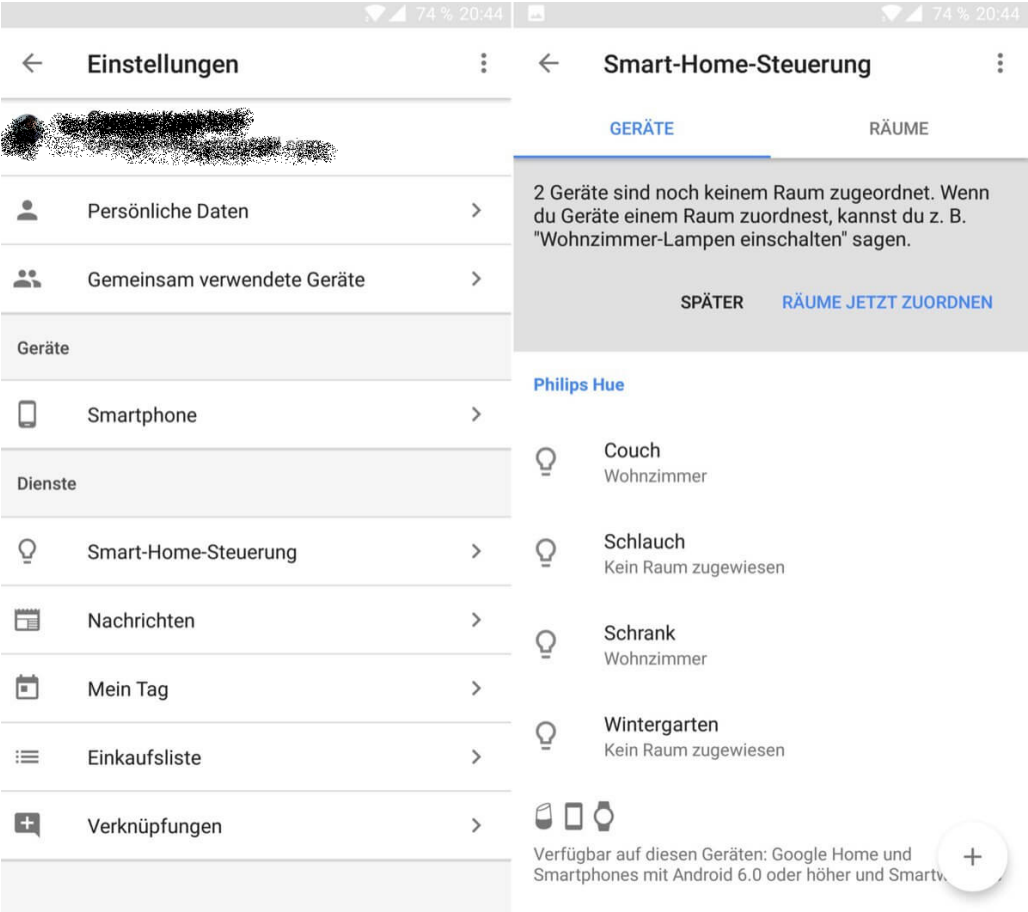 74 % 20:44
Einstellungen
Persönliche Daten
Gemeinsam verwendete Geräte
Geräte
Smartphone
Dienste
Smart-Home-Steuerung
Nachrichten
Mein Tag
Einkaufsliste
Verknüpfungen
74 % 20:44
Smart-Home-Steuerung
GERÄTE
RÄUME
2 Geräte sind noch keinem Raum zugeordnet. Wenn
du Geräte einem Raum zuordnest, kannst du z. B.
"Wohnzimmer-Lampen einschalten" sagen.
SPÄTER
RÄUME JETZT ZUORDNEN
Philips Hue
Couch
Wohnzimmer
Schlauch
Kein Raum zugewiesen
Schrank
Wohnzimmer
Wintergarten
Kein Raum zugewiesen
Verfügbar auf diesen Geräten: Google Home und
Smartphones mit Android 6.0 oder höher und